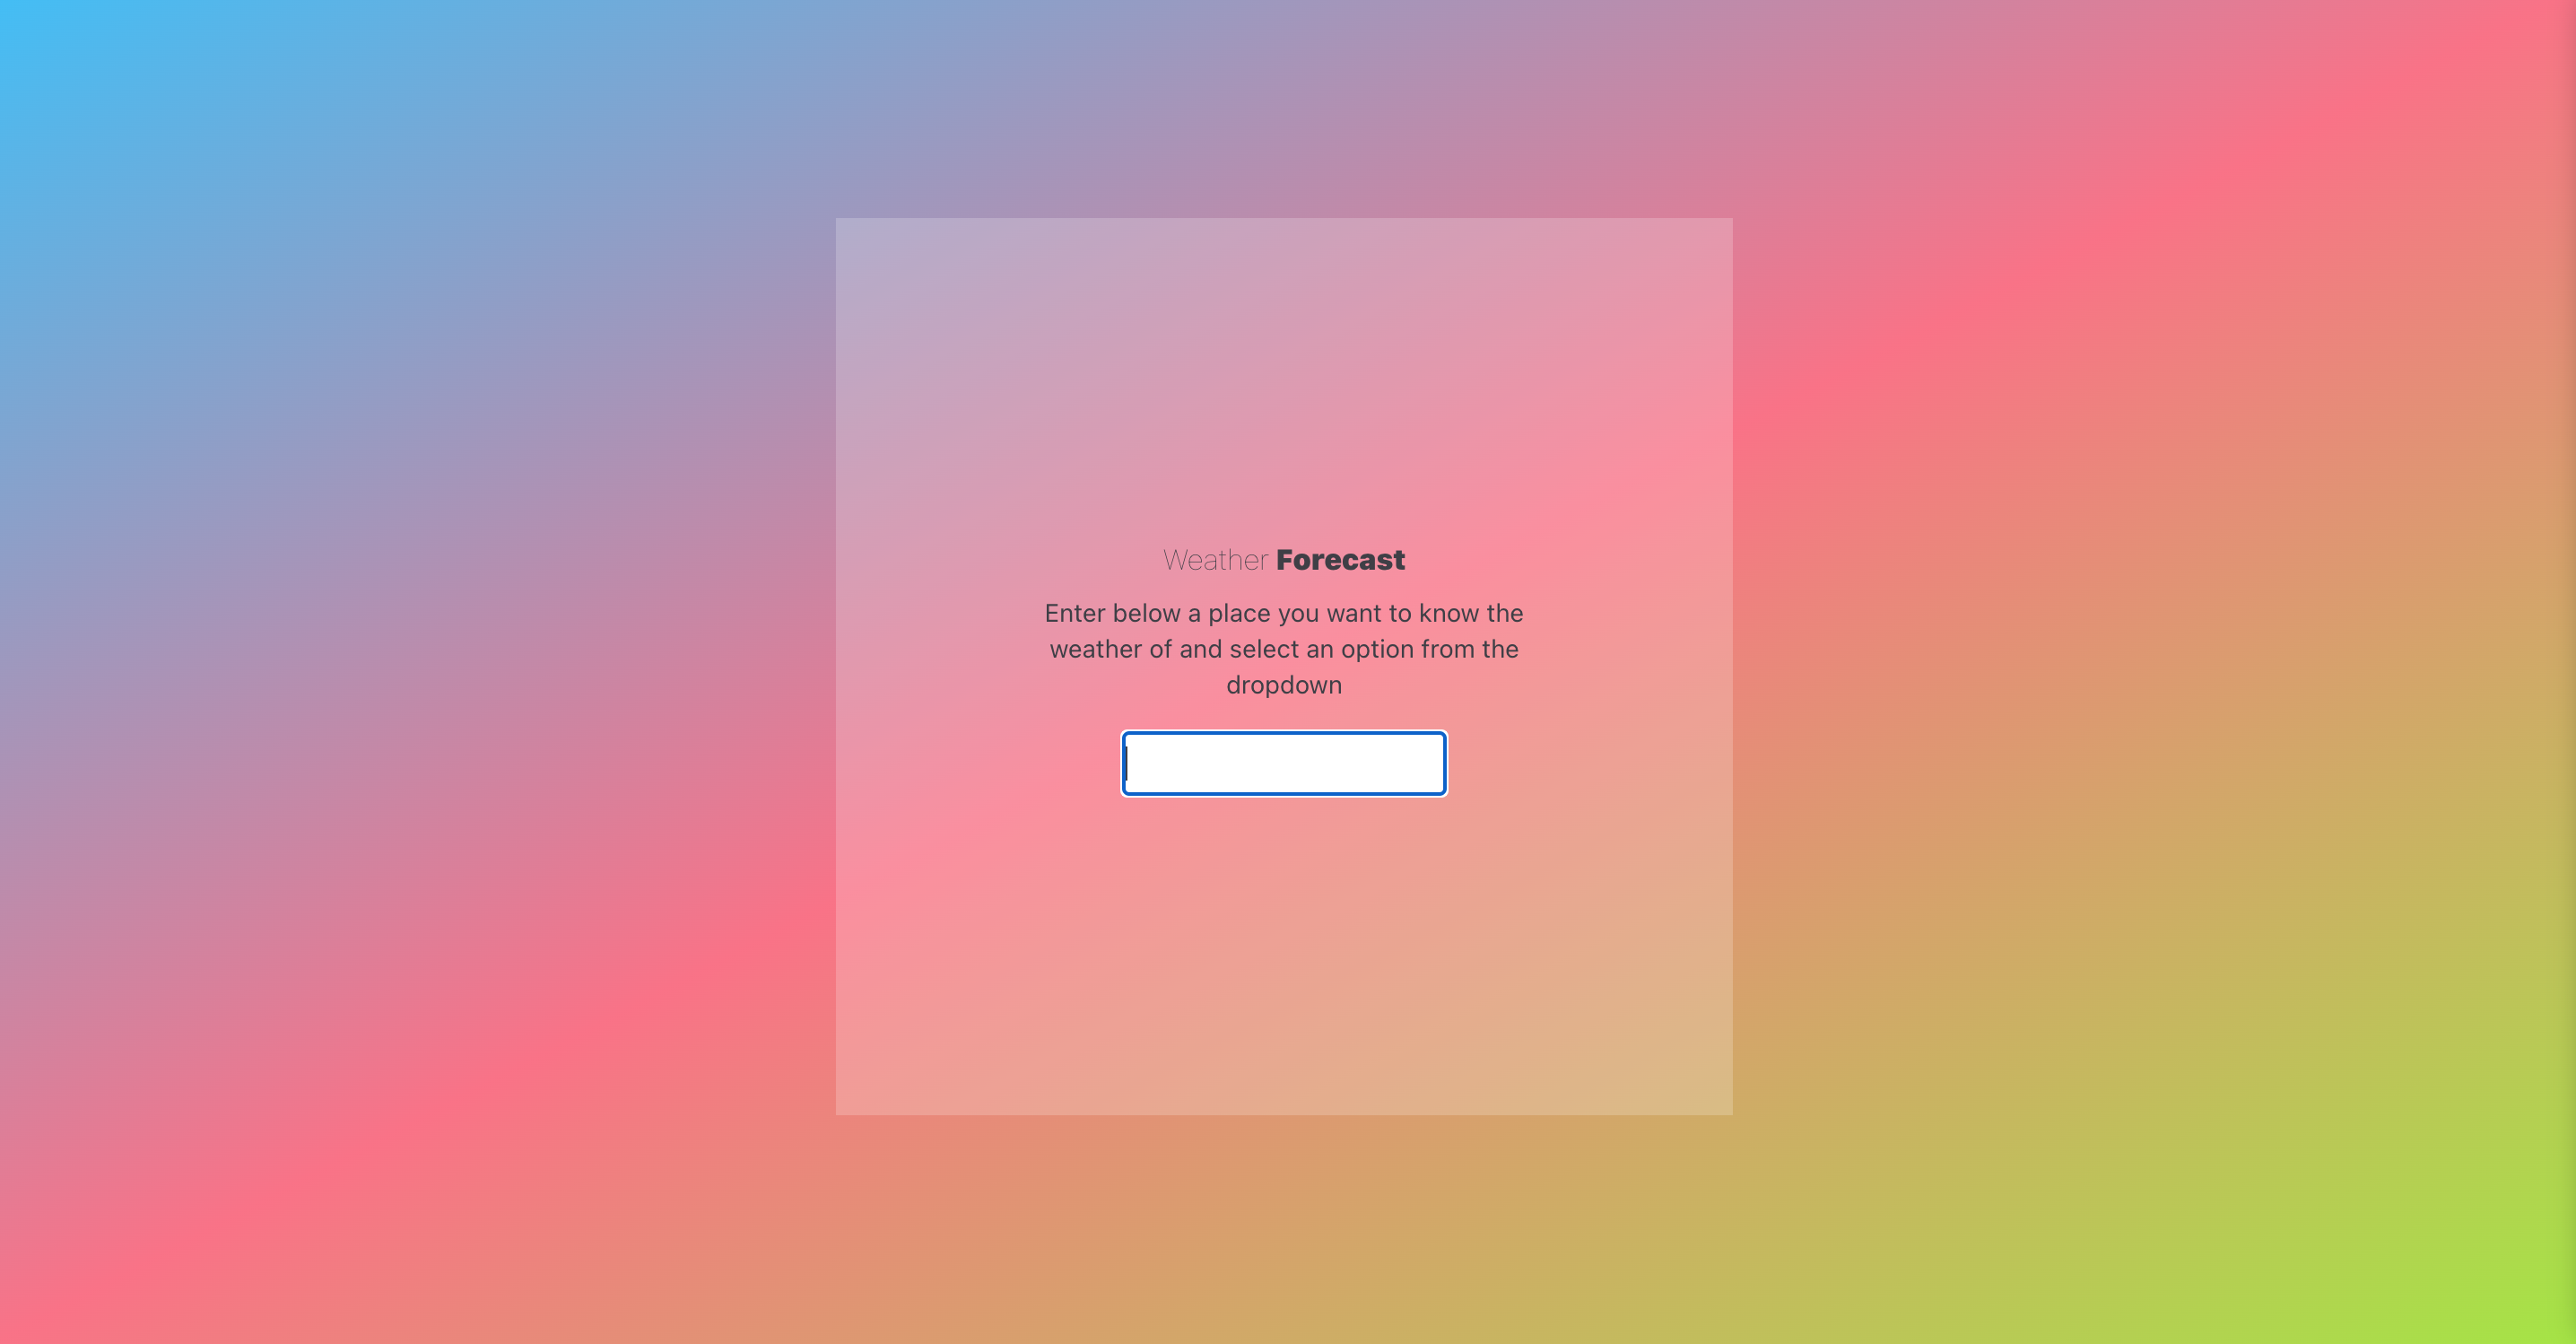 Weather Forecast
Enter below a place you want to know the
weather of and select an option from the
dropdown